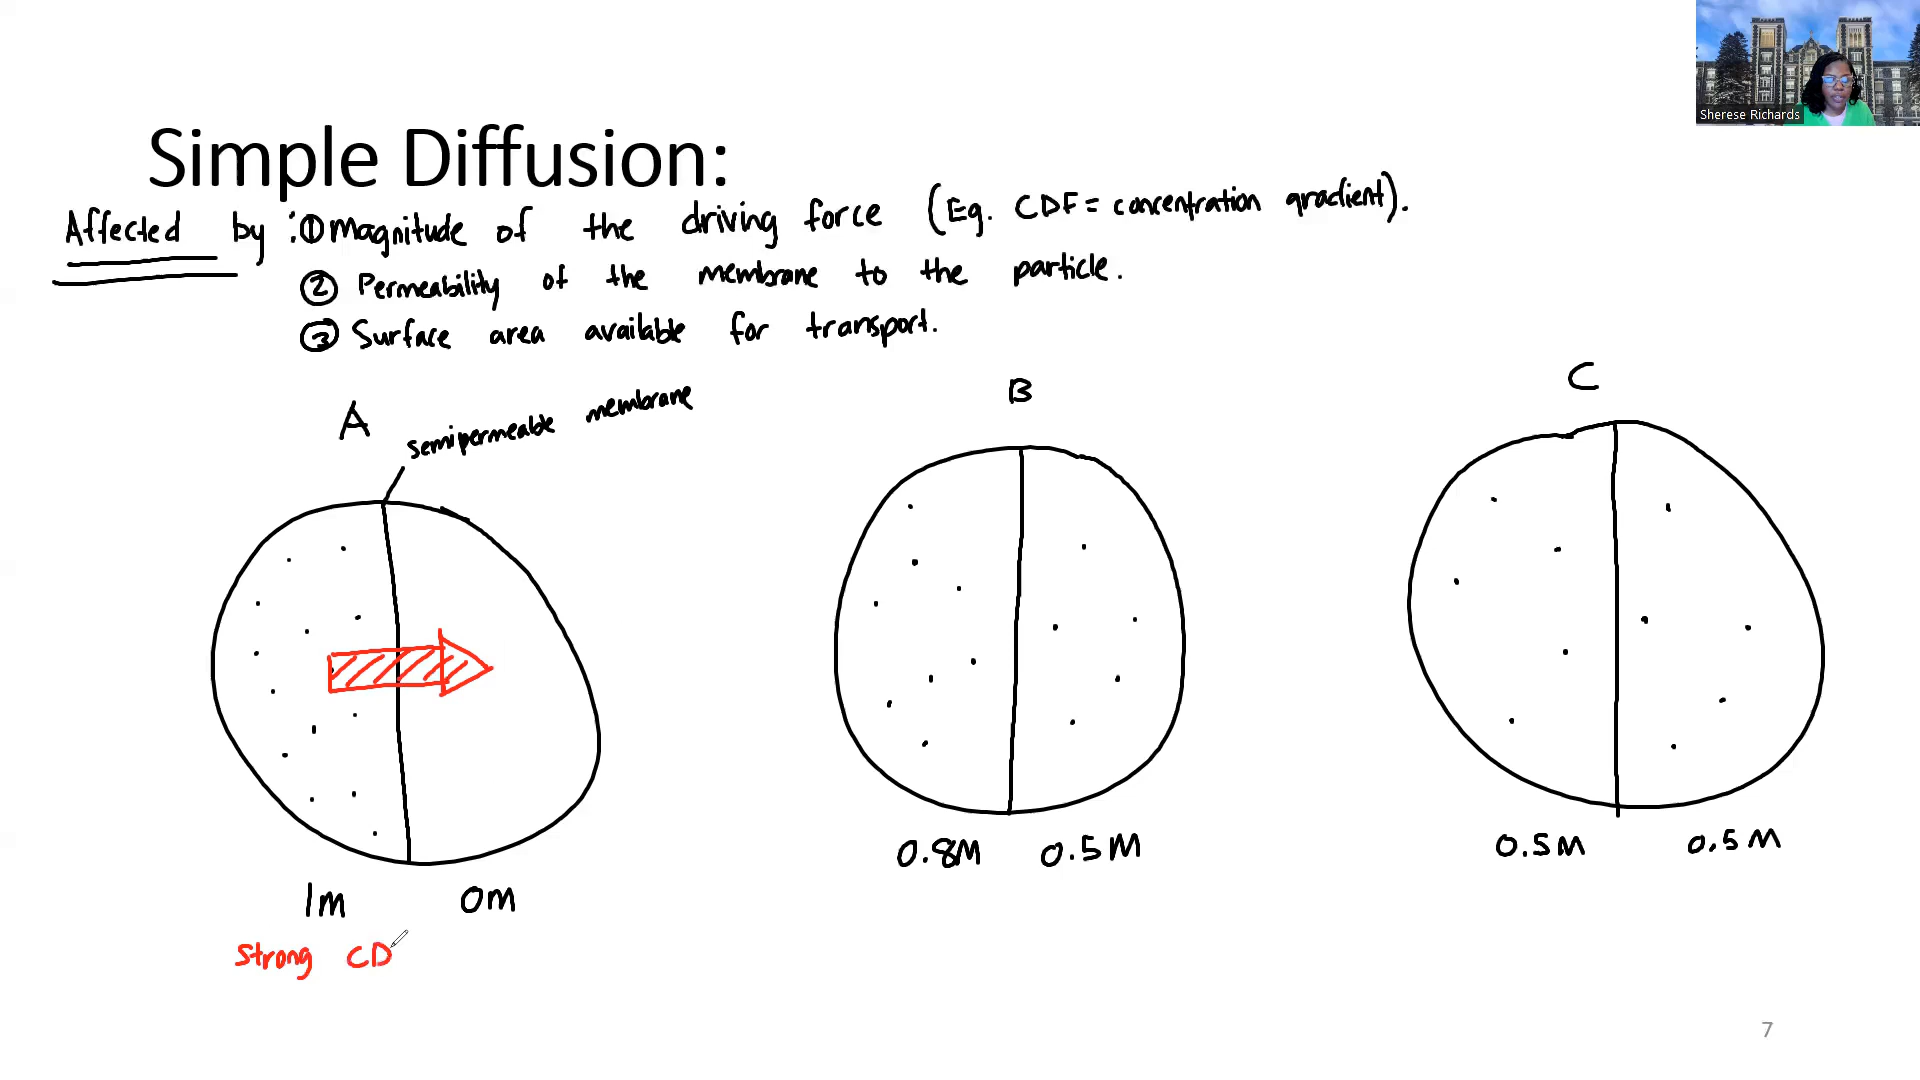 Sherese Richards
Simple Diffusion:
Affected by : ① Magnitude of the driving force (Eg. CDF = concentration gradient).
② Permeability of the membrane to the particle.
③ Surface area available for transport.
A
semipermeable membrane
B
C
1M 0M
0.8M 0.5M
0.5M 0.5M
Strong CD
7